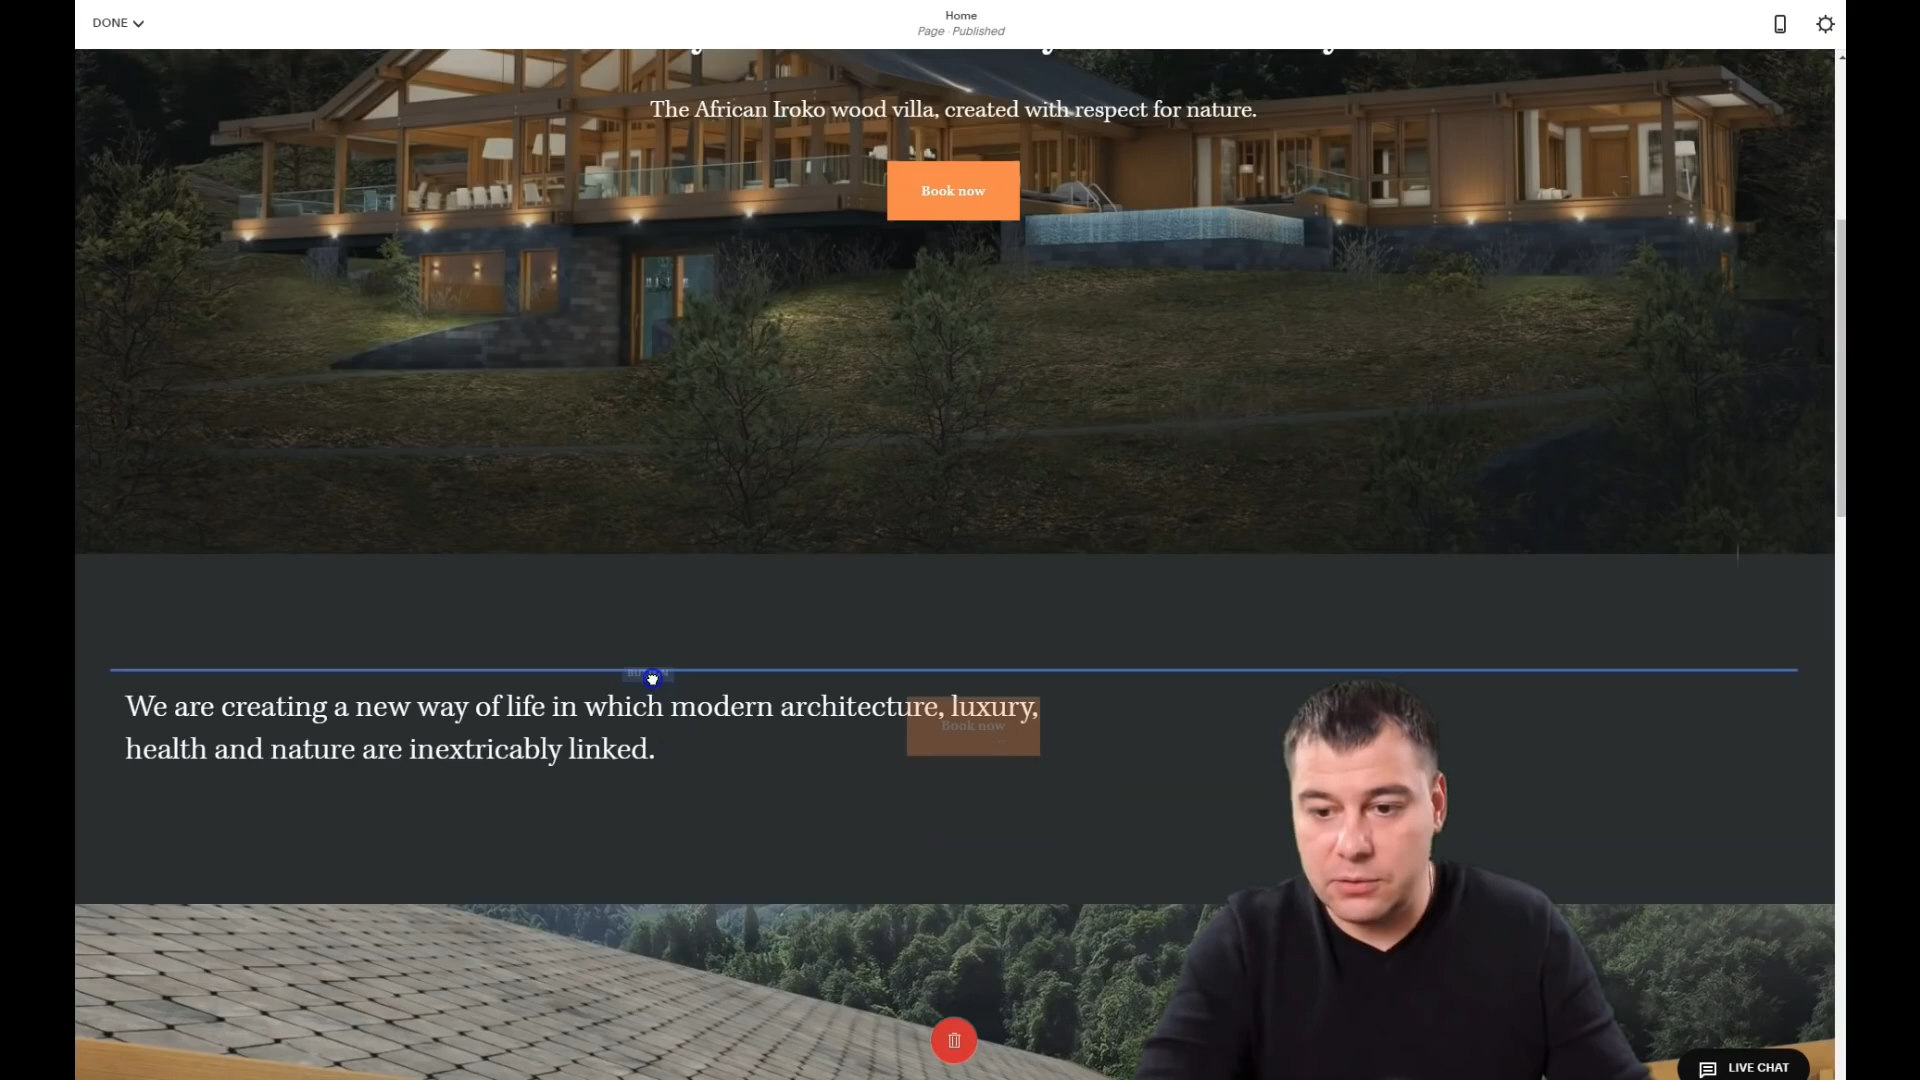 DONE
Home
Page · Published
The African Iroko wood villa, created with respect for nature.
Book now
We are creating a new way of life in which modern architecture, luxury,
health and nature are inextricably linked.
Book now
LIVE CHAT